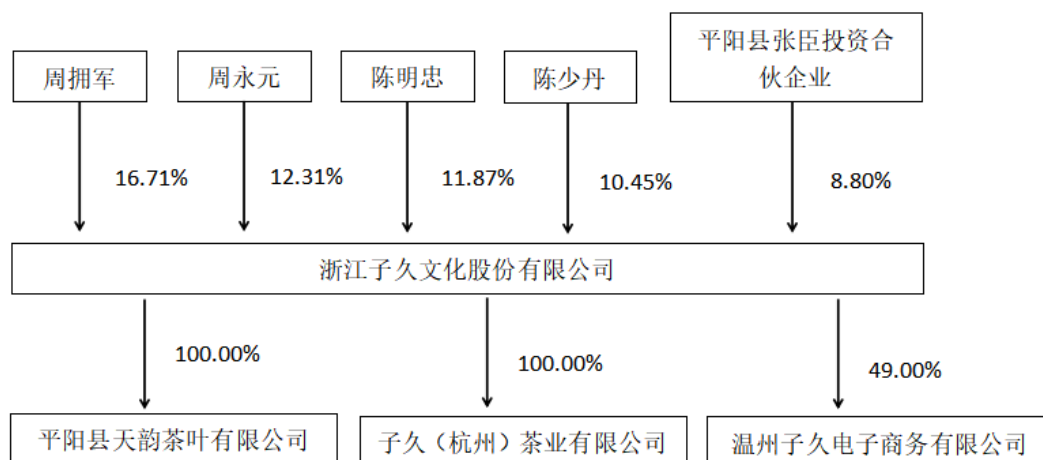 周拥军
周永元
陈明忠
陈少丹
平阳县张臣投资合
伙企业
16.71%
12.31%
11.87%
10.45%
8.80%
浙江子久文化股份有限公司
100.00%
100.00%
49.00%
平阳县天韵茶叶有限公司
子久（杭州）茶业有限公司
温州子久电子商务有限公司